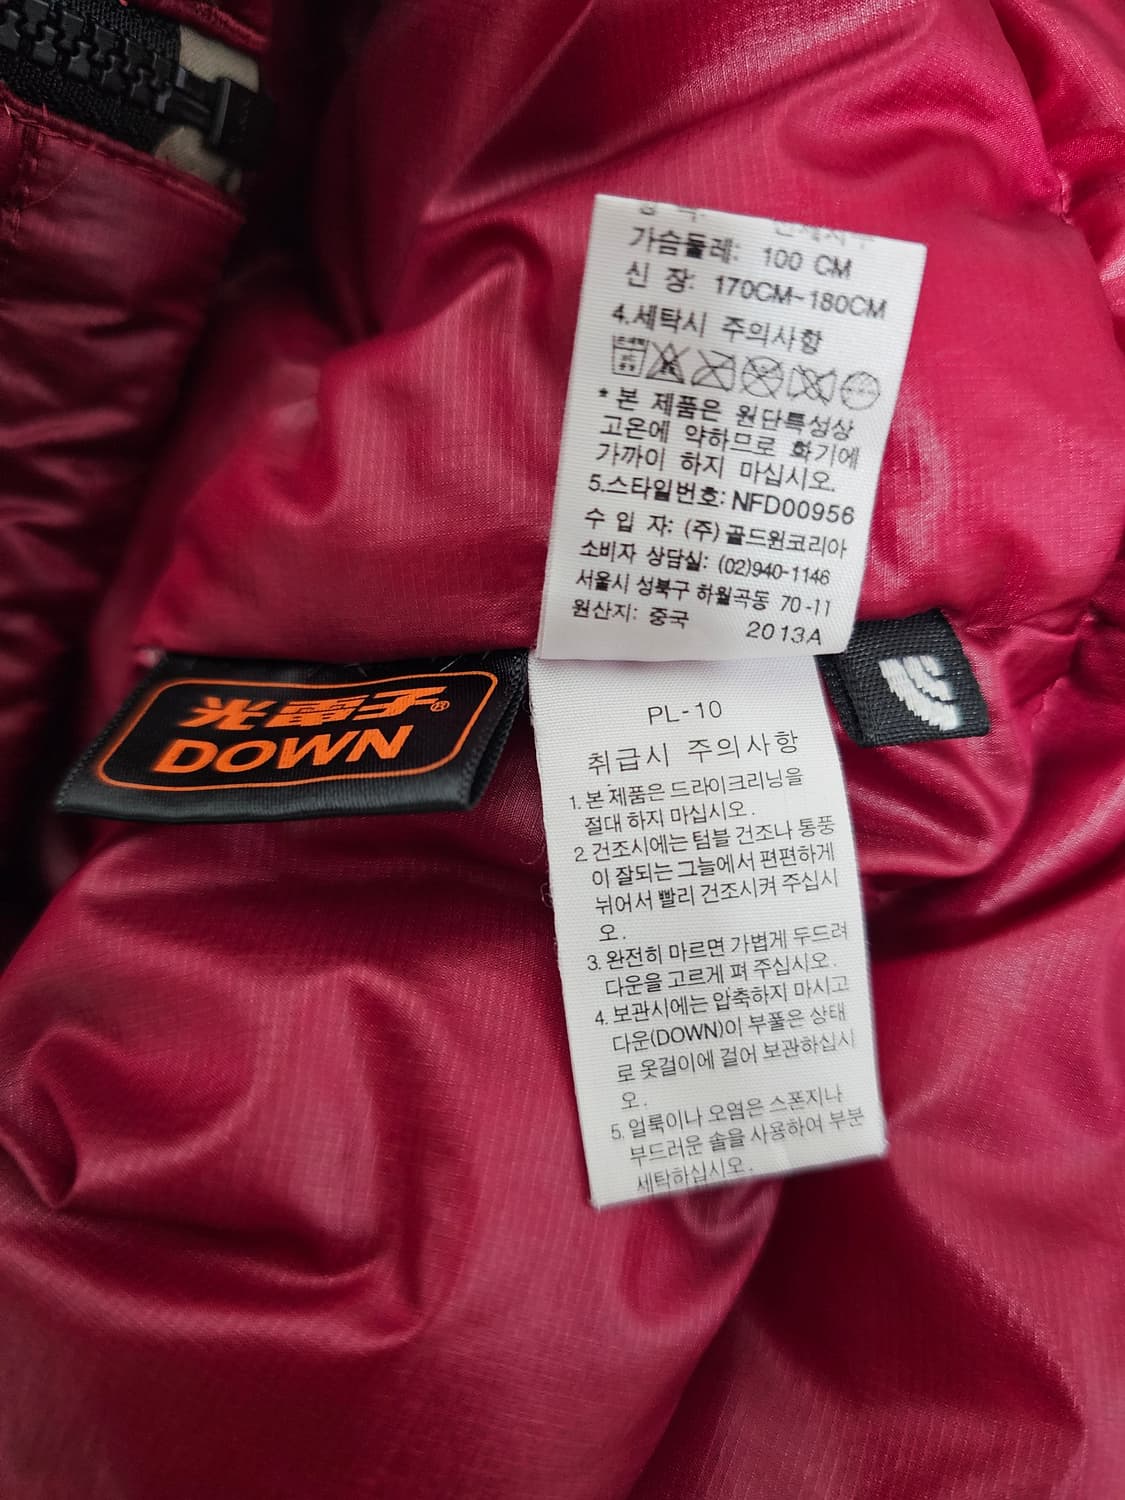 가슴둘레: 100 CM
신 장: 170CM~180CM
4.세탁시 주의사항
* 본 제품은 원단특성상
고온에 약하므로 화기에
가까이 하지 마십시오.
5.스타일번호: NFD00956
수 입 자: (주)골드윈코리아
소비자 상담실: (02)940-1146
서울시 성북구 하월곡동 70-11
원산지: 중국 2013A
光電子®
DOWN
PL-10
취급시 주의사항
1. 본 제품은 드라이크리닝을
절대 하지 마십시오.
2. 건조시에는 텀블 건조나 통풍
이 잘되는 그늘에서 편편하게
뉘어서 빨리 건조시켜 주십시
오.
3. 완전히 마르면 가볍게 두드려
다운을 고르게 펴 주십시오.
4. 보관시에는 압축하지 마시고
다운(DOWN)이 부풀은 상태
로 옷걸이에 걸어 보관하십시
오.
5. 얼룩이나 오염은 스폰지나
부드러운 솔을 사용하여 부분
세탁하십시오.